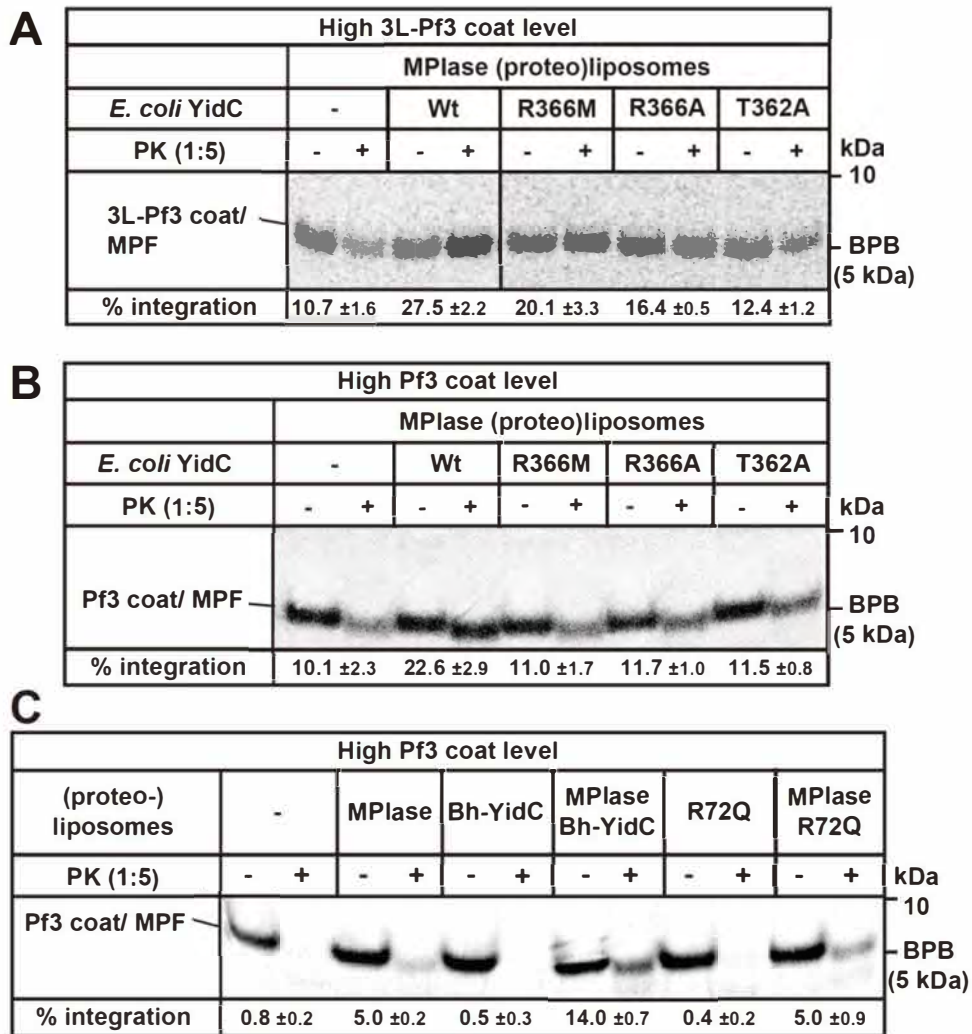 A
High 3L-Pf3 coat level
MPlase (proteo)liposomes
E. coli YidC - Wt R366M R366A T362A
PK (1:5) - + - + - + - + - + kDa
10
3L-Pf3 coat/
MPF
BPB
(5 kDa)
% integration 10.7 ±1.6 27.5 ±2.2 20.1 ±3.3 16.4 ±0.5 12.4 ±1.2
B
High Pf3 coat level
MPlase (proteo)liposomes
E. coli YidC - Wt R366M R366A T362A
PK (1:5) - + - + - + - + - + kDa
10
Pf3 coat/ MPF
BPB
(5 kDa)
% integration 10.1 ±2.3 22.6 ±2.9 11.0 ±1.7 11.7 ±1.0 11.5 ±0.8
C
High Pf3 coat level
(proteo-)
liposomes
-
MPlase
Bh-YidC
MPlase
Bh-YidC
R72Q
MPlase
R72Q
PK (1:5) - + - + - + - + - + - + kDa
10
Pf3 coat/ MPF
BPB
(5 kDa)
% integration 0.8 ±0.2 5.0 ±0.2 0.5 ±0.3 14.0 ±0.7 0.4 ±0.2 5.0 ±0.9